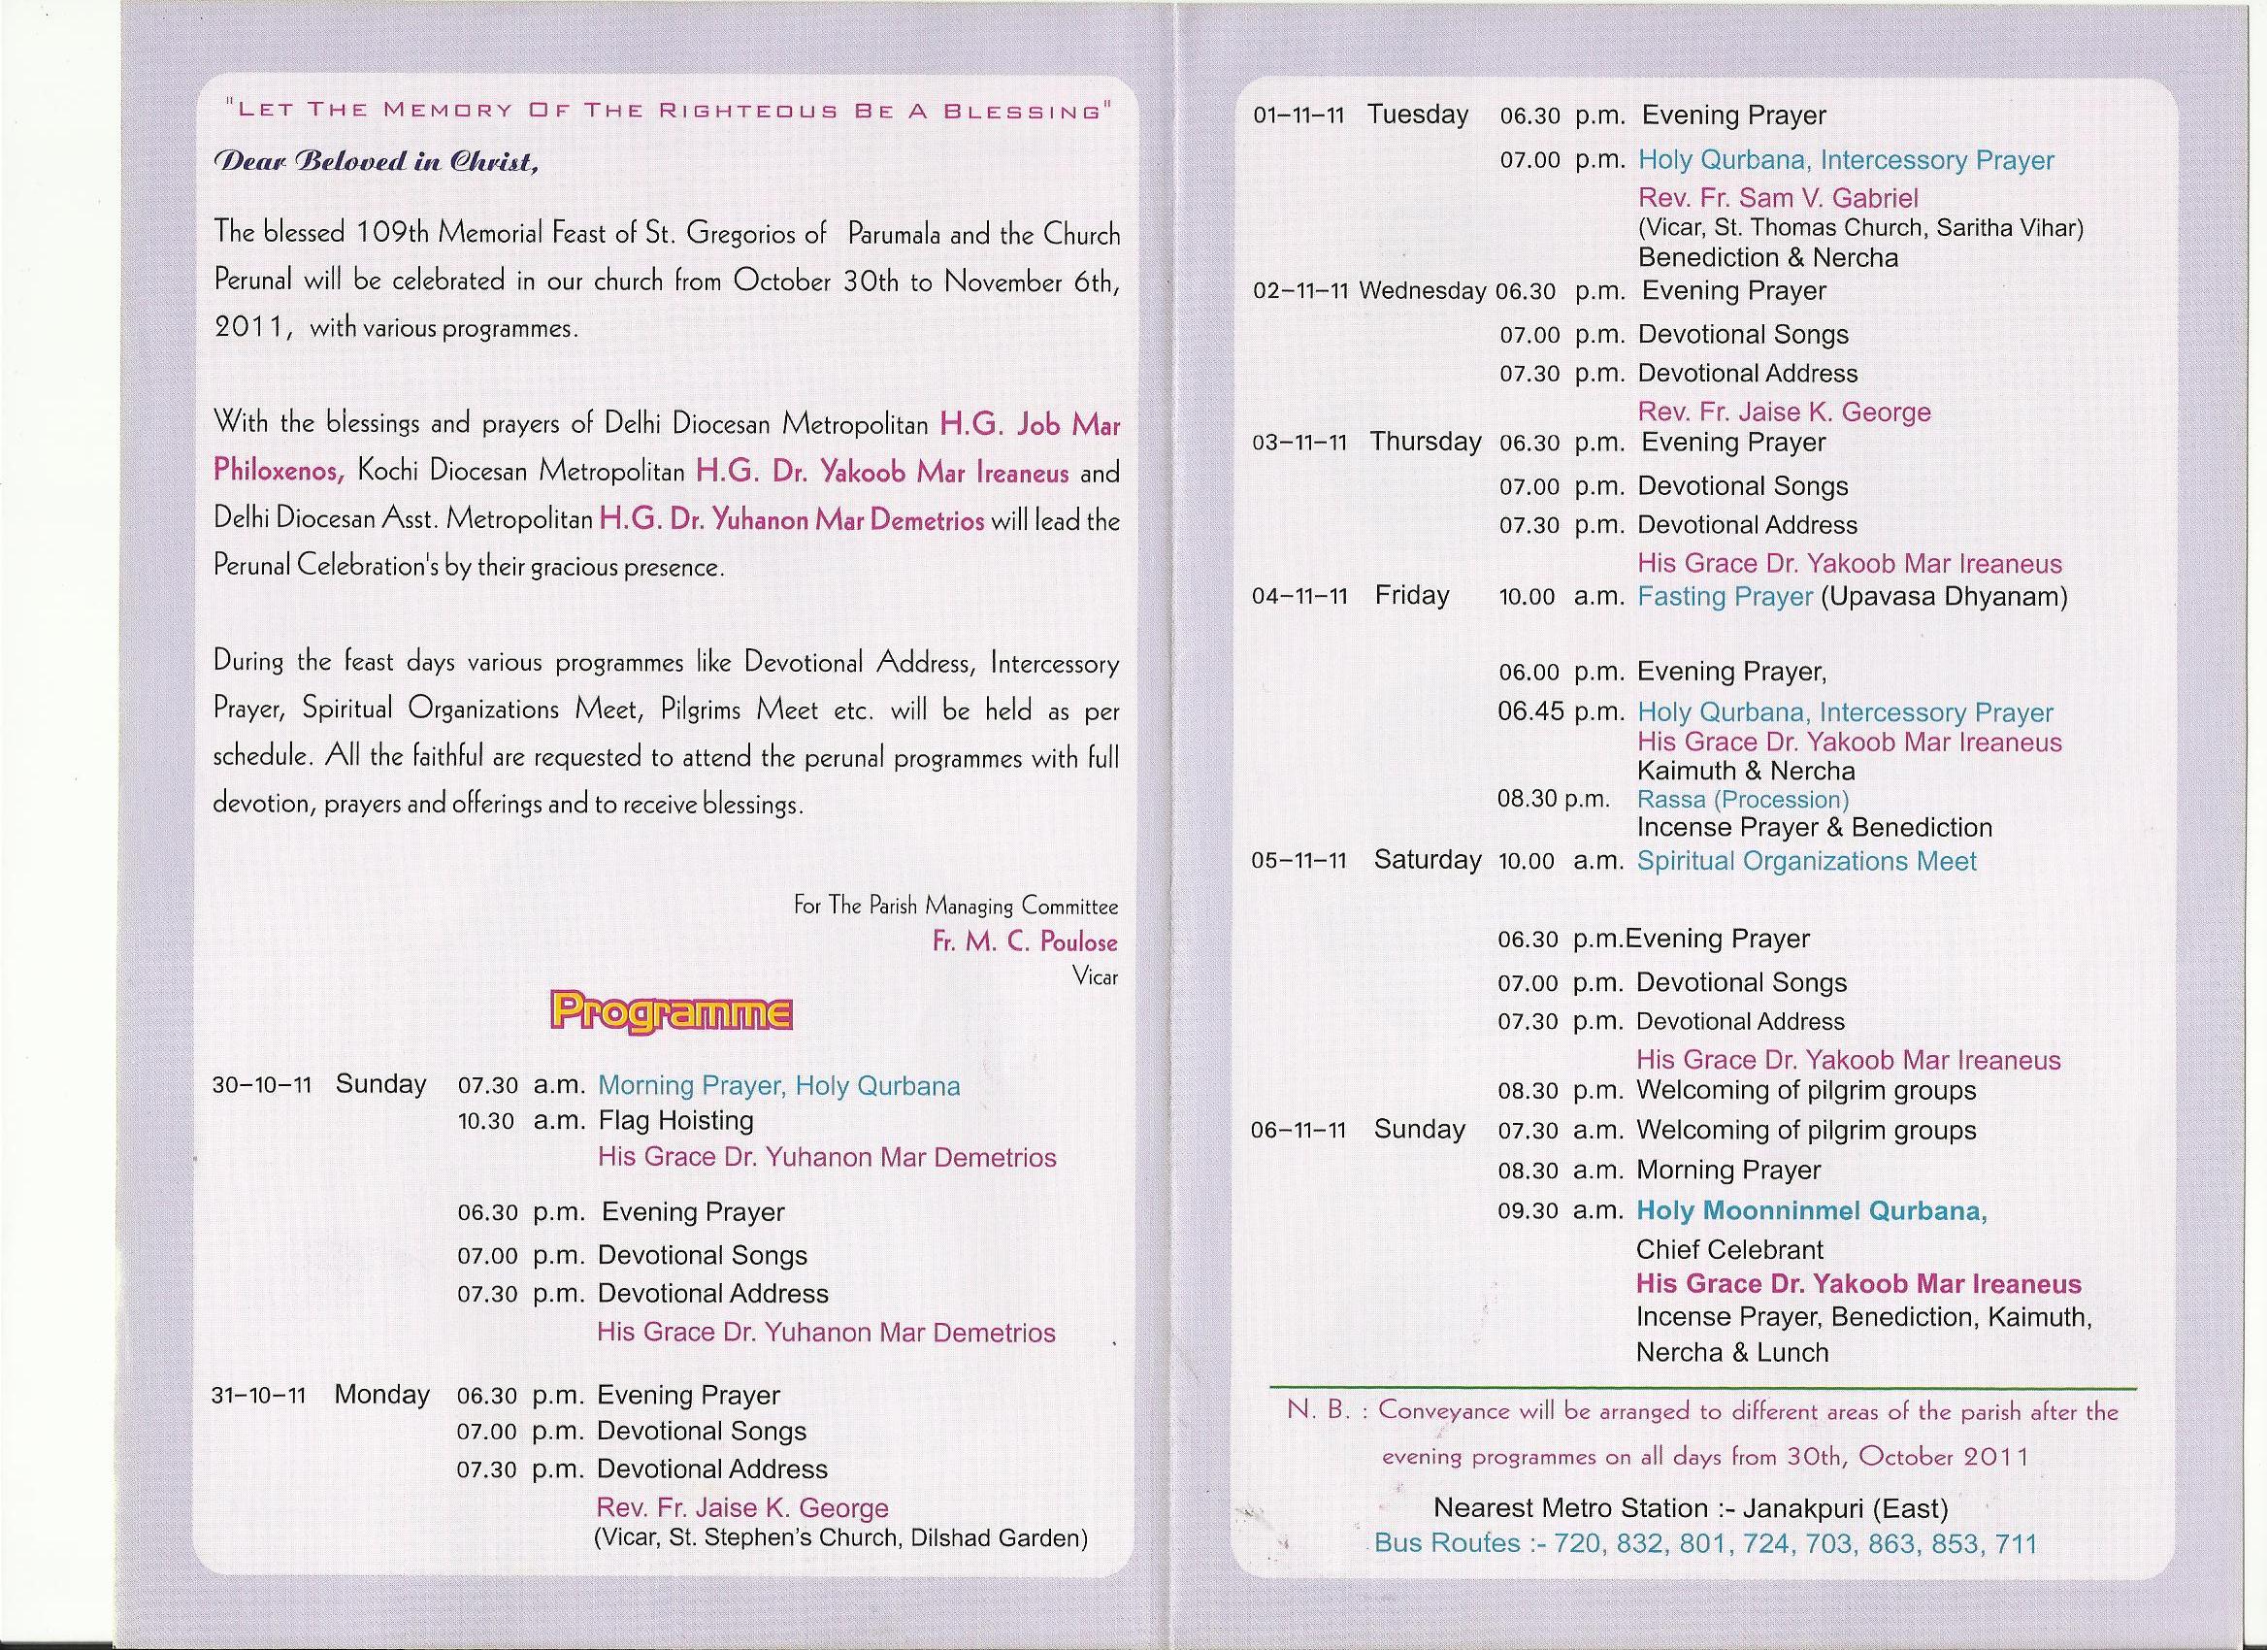 "LET THE MEMORY OF THE RIGHTEOUS BE A BLESSING"
Dear Beloved in Christ,
The blessed 109th Memorial Feast of St. Gregorios of Parumala and the Church
Perunal will be celebrated in our church from October 30th to November 6th,
2011, with various programmes.
With the blessings and prayers of Delhi Diocesan Metropolitan H.G. Job Mar
Philoxenos, Kochi Diocesan Metropolitan H.G. Dr. Yakoob Mar Ireaneus and
Delhi Diocesan Asst. Metropolitan H.G. Dr. Yuhanon Mar Demetrios will lead the
Perunal Celebration's by their gracious presence.
During the feast days various programmes like Devotional Address, Intercessory
Prayer, Spiritual Organizations Meet, Pilgrims Meet etc. will be held as per
schedule. All the faithful are requested to attend the perunal programmes with full
devotion, prayers and offerings and to receive blessings.
For The Parish Managing Committee
Fr. M. C. Poulose
Vicar
Programme
30-10-11 Sunday 07.30 a.m. Morning Prayer, Holy Qurbana
10.30 a.m. Flag Hoisting
His Grace Dr. Yuhanon Mar Demetrios
06.30 p.m. Evening Prayer
07.00 p.m. Devotional Songs
07.30 p.m. Devotional Address
His Grace Dr. Yuhanon Mar Demetrios
31-10-11 Monday 06.30 p.m. Evening Prayer
07.00 p.m. Devotional Songs
07.30 p.m. Devotional Address
Rev. Fr. Jaise K. George
(Vicar, St. Stephen's Church, Dilshad Garden)
01-11-11 Tuesday 06.30 p.m. Evening Prayer
07.00 p.m. Holy Qurbana, Intercessory Prayer
Rev. Fr. Sam V. Gabriel
(Vicar, St. Thomas Church, Saritha Vihar)
Benediction & Nercha
02-11-11 Wednesday 06.30 p.m. Evening Prayer
07.00 p.m. Devotional Songs
07.30 p.m. Devotional Address
Rev. Fr. Jaise K. George
03-11-11 Thursday 06.30 p.m. Evening Prayer
07.00 p.m. Devotional Songs
07.30 p.m. Devotional Address
His Grace Dr. Yakoob Mar Ireaneus
04-11-11 Friday 10.00 a.m. Fasting Prayer (Upavasa Dhyanam)
06.00 p.m. Evening Prayer,
06.45 p.m. Holy Qurbana, Intercessory Prayer
His Grace Dr. Yakoob Mar Ireaneus
Kaimuth & Nercha
08.30 p.m. Rassa (Procession)
Incense Prayer & Benediction
05-11-11 Saturday 10.00 a.m. Spiritual Organizations Meet
06.30 p.m.Evening Prayer
07.00 p.m. Devotional Songs
07.30 p.m. Devotional Address
His Grace Dr. Yakoob Mar Ireaneus
08.30 p.m. Welcoming of pilgrim groups
06-11-11 Sunday 07.30 a.m. Welcoming of pilgrim groups
08.30 a.m. Morning Prayer
09.30 a.m. Holy Moonninmel Qurbana,
Chief Celebrant
His Grace Dr. Yakoob Mar Ireaneus
Incense Prayer, Benediction, Kaimuth,
Nercha & Lunch
N. B. : Conveyance will be arranged to different areas of the parish after the
evening programmes on all days from 30th, October 2011
Nearest Metro Station :- Janakpuri (East)
Bus Routes :- 720, 832, 801, 724, 703, 863, 853, 711